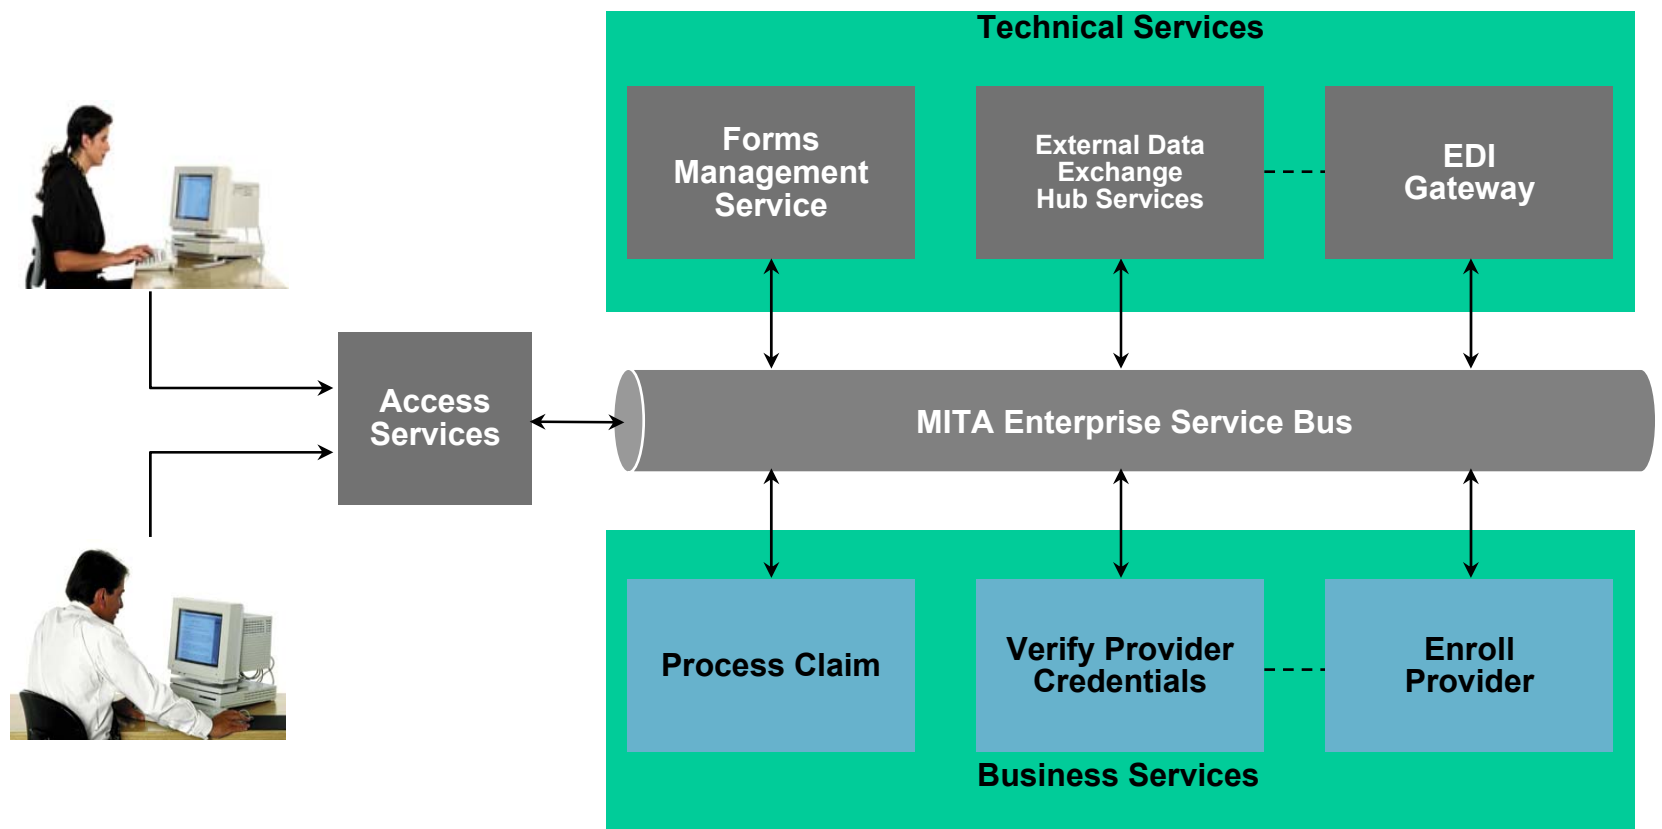 Technical Services
Forms
Management
Service
External Data
Exchange
Hub Services
EDI
Gateway
Access
Services
MITA Enterprise Service Bus
Process Claim
Verify Provider
Credentials
Enroll
Provider
Business Services